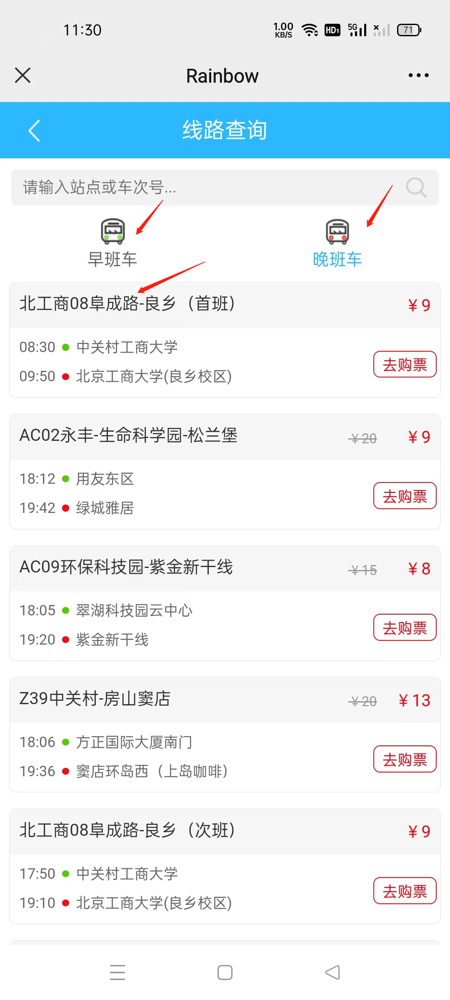 11:30
1.00 KB/S HD1 5G 71
Rainbow
线路查询
请输入站点或车次号...
早班车 晚班车
北工商08阜成路-良乡（首班） ¥ 9
08:30 中关村工商大学
去购票
09:50 北京工商大学(良乡校区)
AC02永丰-生命科学园-松兰堡 ¥ 20 ¥ 9
18:12 用友东区
去购票
19:42 绿城雅居
AC09环保科技园-紫金新干线 ¥ 15 ¥ 8
18:05 翠湖科技园云中心
去购票
19:20 紫金新干线
Z39中关村-房山窦店 ¥ 20 ¥ 13
18:06 方正国际大厦南门
去购票
19:36 窦店环岛西（上岛咖啡）
北工商08阜成路-良乡（次班） ¥ 9
17:50 中关村工商大学
去购票
19:10 北京工商大学(良乡校区)